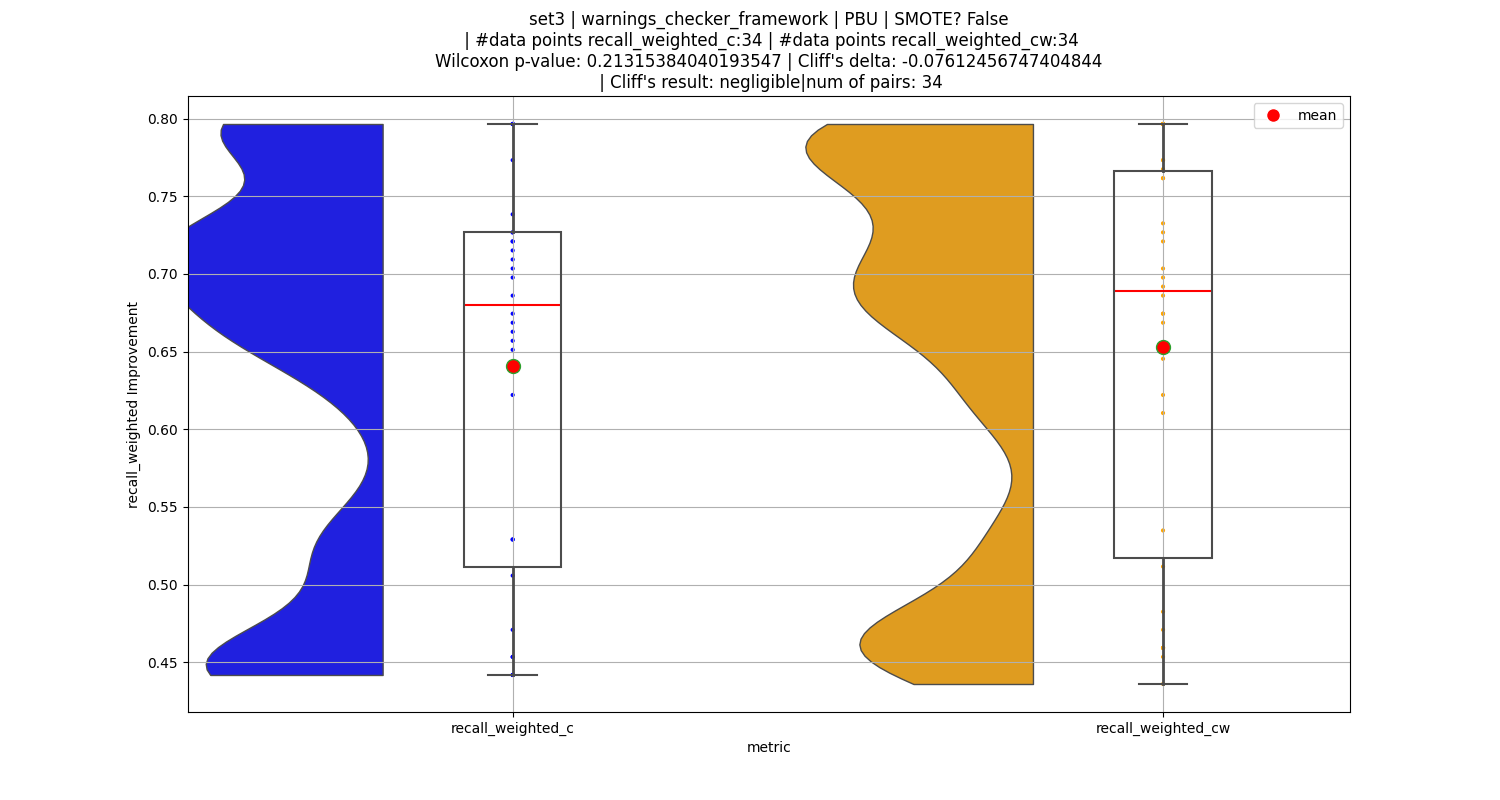 set3 | warnings_checker_framework | PBU | SMOTE? False
| #data points recall_weighted_c:34 | #data points recall_weighted_cw:34
Wilcoxon p-value: 0.21315384040193547 | Cliff's delta: -0.07612456747404844
| Cliff's result: negligible|num of pairs: 34
mean
0.80
0.75
0.70
0.65
0.60
0.55
0.50
0.45
recall_weighted Improvement
recall_weighted_c
recall_weighted_cw
metric